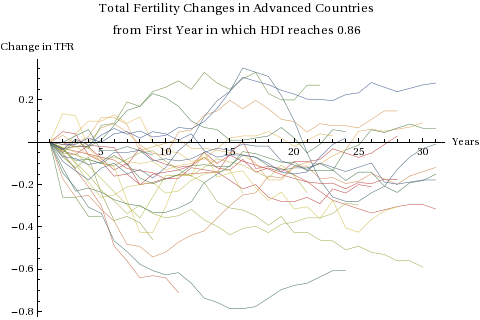 Total Fertility Changes in Advanced Countries
from First Year in which HDI reaches 0.86
Change in TFR
0.2
5 10 15 20 25 30 Years
-0.2
-0.4
-0.6
-0.8